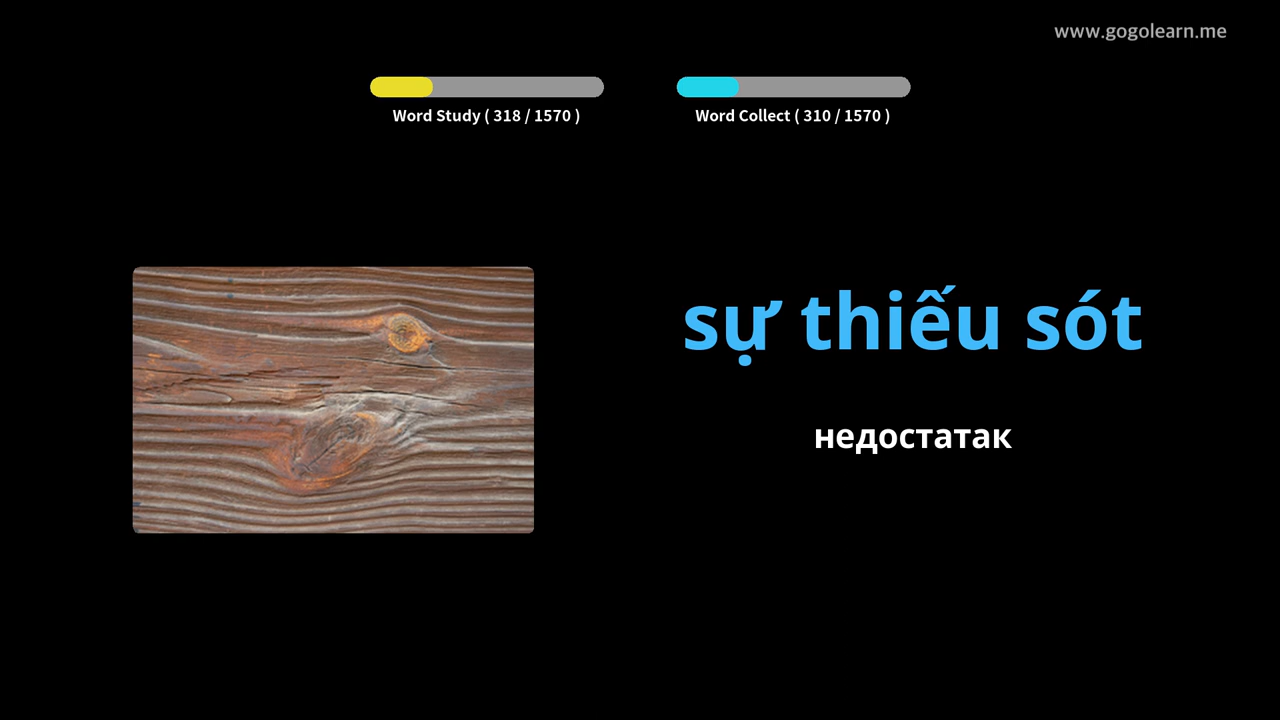 www.gogolearn.me
Word Study ( 318 / 1570 )
Word Collect ( 310 / 1570 )
sự thiếu sót
недостатак